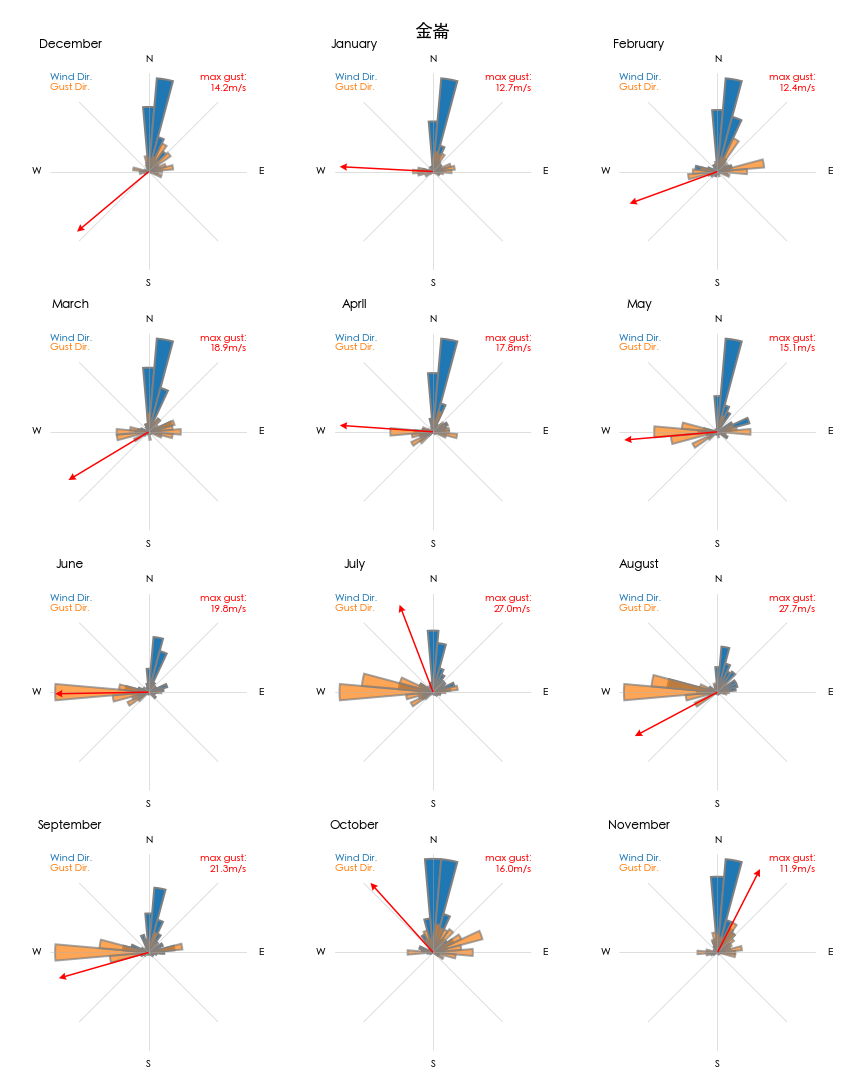 金崙
December
N
Wind Dir.
Gust Dir.
max gust:
14.2m/s
W
E
S
January
N
Wind Dir.
Gust Dir.
max gust:
12.7m/s
W
E
S
February
N
Wind Dir.
Gust Dir.
max gust:
12.4m/s
W
E
S
March
N
Wind Dir.
Gust Dir.
max gust:
18.9m/s
W
E
S
April
N
Wind Dir.
Gust Dir.
max gust:
17.8m/s
W
E
S
May
N
Wind Dir.
Gust Dir.
max gust:
15.1m/s
W
E
S
June
N
Wind Dir.
Gust Dir.
max gust:
19.8m/s
W
E
S
July
N
Wind Dir.
Gust Dir.
max gust:
27.0m/s
W
E
S
August
N
Wind Dir.
Gust Dir.
max gust:
27.7m/s
W
E
S
September
N
Wind Dir.
Gust Dir.
max gust:
21.3m/s
W
E
S
October
N
Wind Dir.
Gust Dir.
max gust:
16.0m/s
W
E
S
November
N
Wind Dir.
Gust Dir.
max gust:
11.9m/s
W
E
S